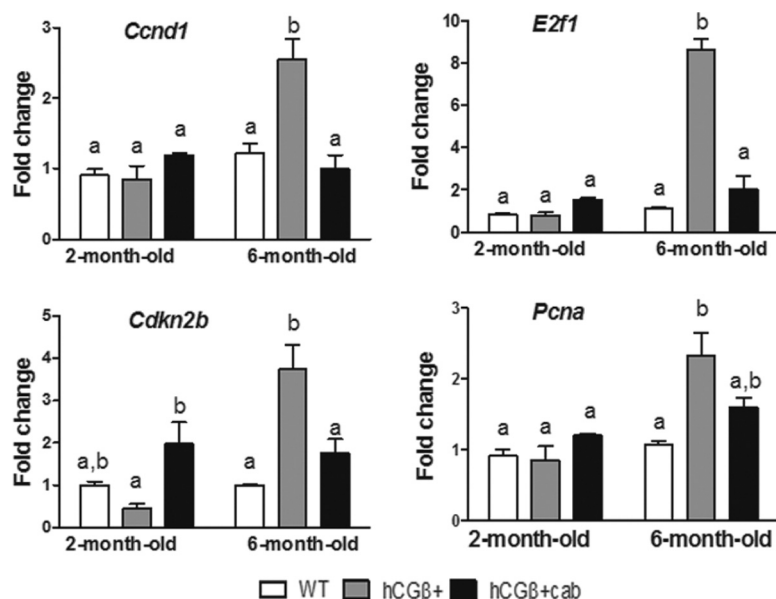 Ccnd1
Fold change
3
2
1
0
a
a
a
a
b
a
2-month-old 6-month-old
E2f1
Fold change
10
8
6
4
2
0
a
a
a
a
b
a
2-month-old 6-month-old
Cdkn2b
Fold change
5
4
3
2
1
0
a,b
a
b
a
b
a
2-month-old 6-month-old
Pcna
Fold change
3
2
1
0
a
a
a
a
b
a,b
2-month-old 6-month-old
WT hCGβ+ hCGβ+cab